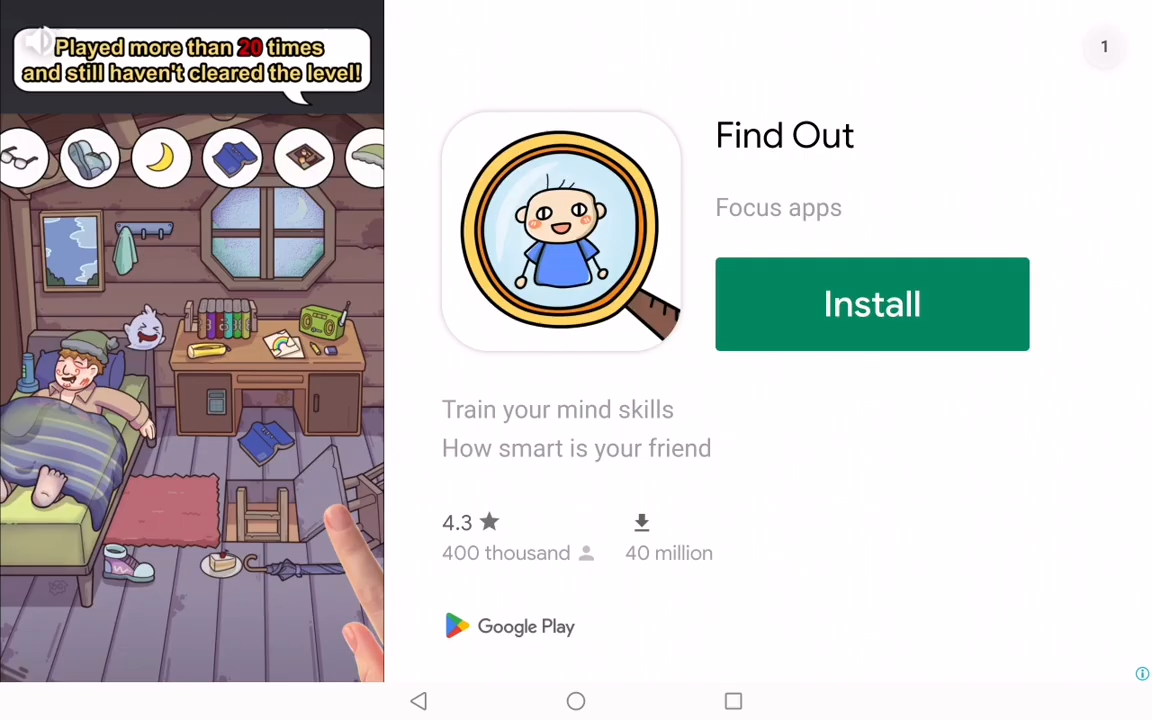 Played more than 20 times
and still haven't cleared the level!
1
Find Out
Focus apps
Install
Train your mind skills
How smart is your friend
4.3
400 thousand
40 million
Google Play